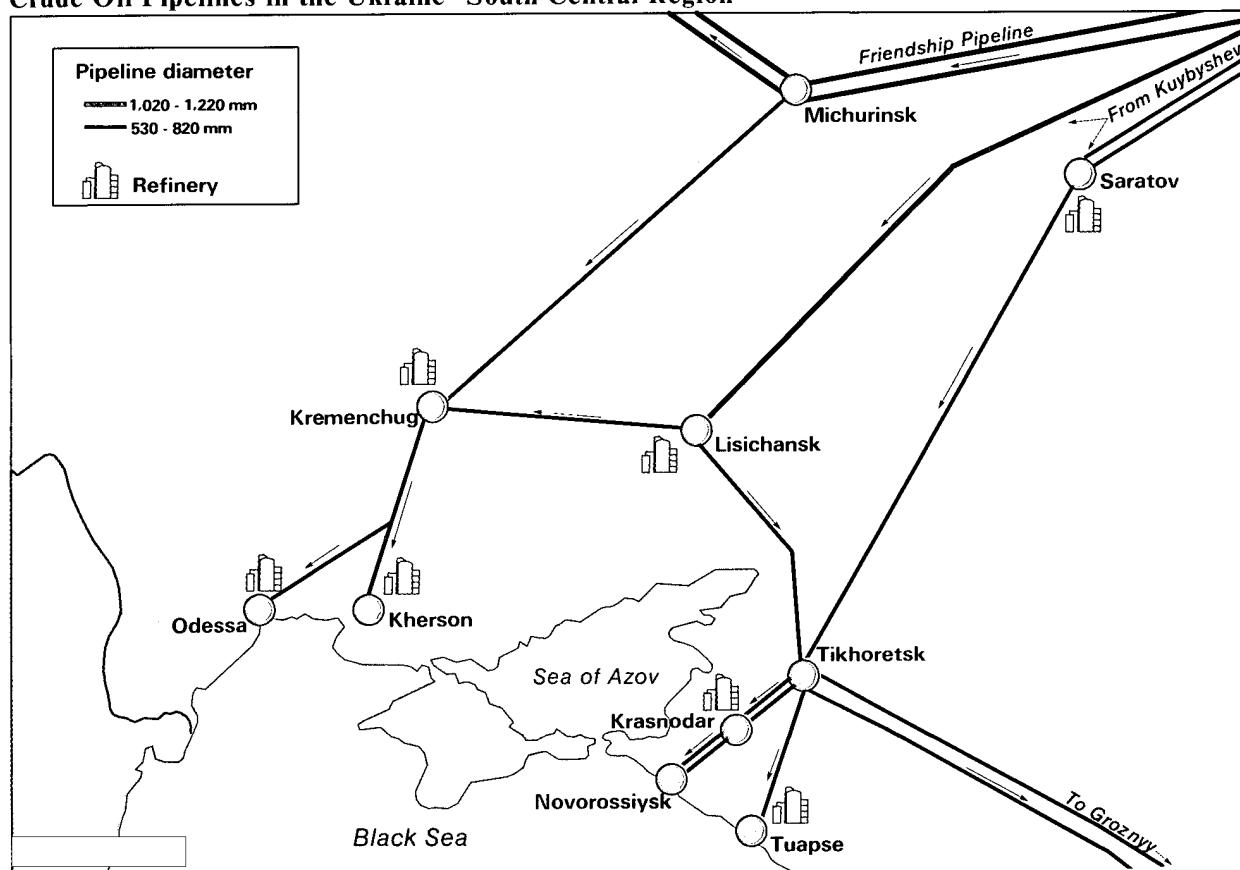 Crude Oil Pipelines in the Ukraine South Central Region
Pipeline diameter
1,020 - 1,220 mm
530 - 820 mm
Refinery
Friendship Pipeline
From Kuybyshev
Michurinsk
Saratov
Kremenchug
Lisichansk
Odessa
Kherson
Tikhoretsk
Sea of Azov
Krasnodar
Novorossiysk
To Groznyy
Black Sea
Tuapse